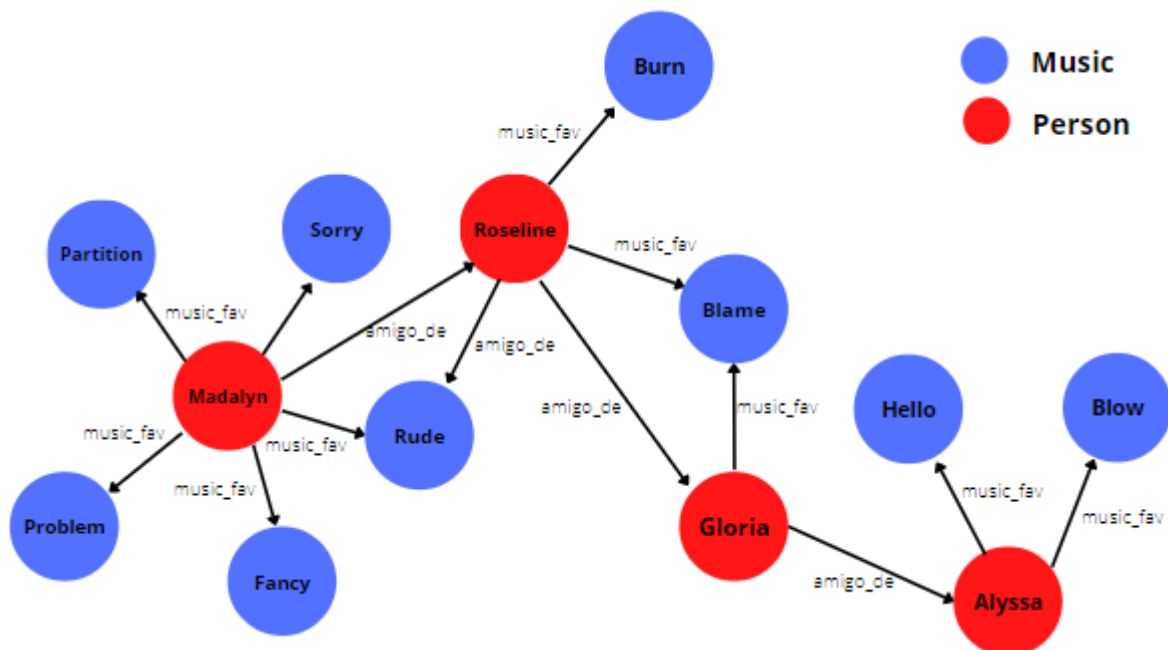 Burn
Music
Person
music_fav
Sorry
Roseline
Partition
music_fav
music_fav
Blame
amigo_de
amigo_de
Madalyn
Hello
Blow
amigo_de
music_fav
music_fav
Rude
music_fav
music_fav
music_fav
music_fav
Problem
Gloria
Fancy
amigo_de
Alyssa